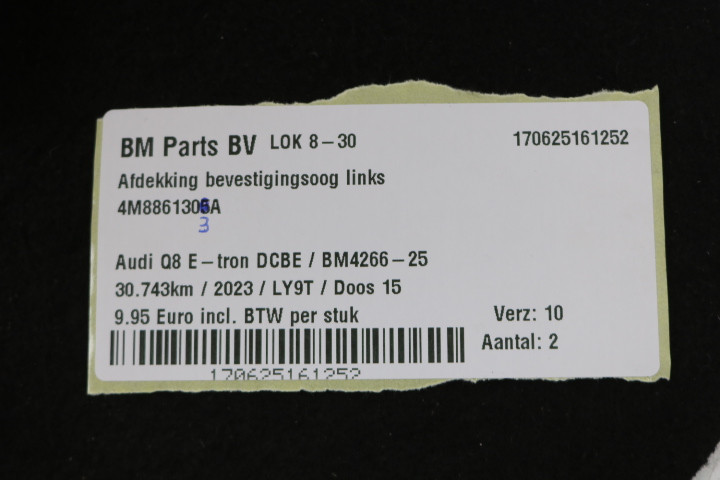 BM Parts BV LOK 8-30 170625161252
Afdekking bevestigingsoog links
4M8861306A
3
Audi Q8 E-tron DCBE / BM4266-25
30.743km / 2023 / LY9T / Doos 15
9.95 Euro incl. BTW per stuk Verz: 10
Aantal: 2
170625161252